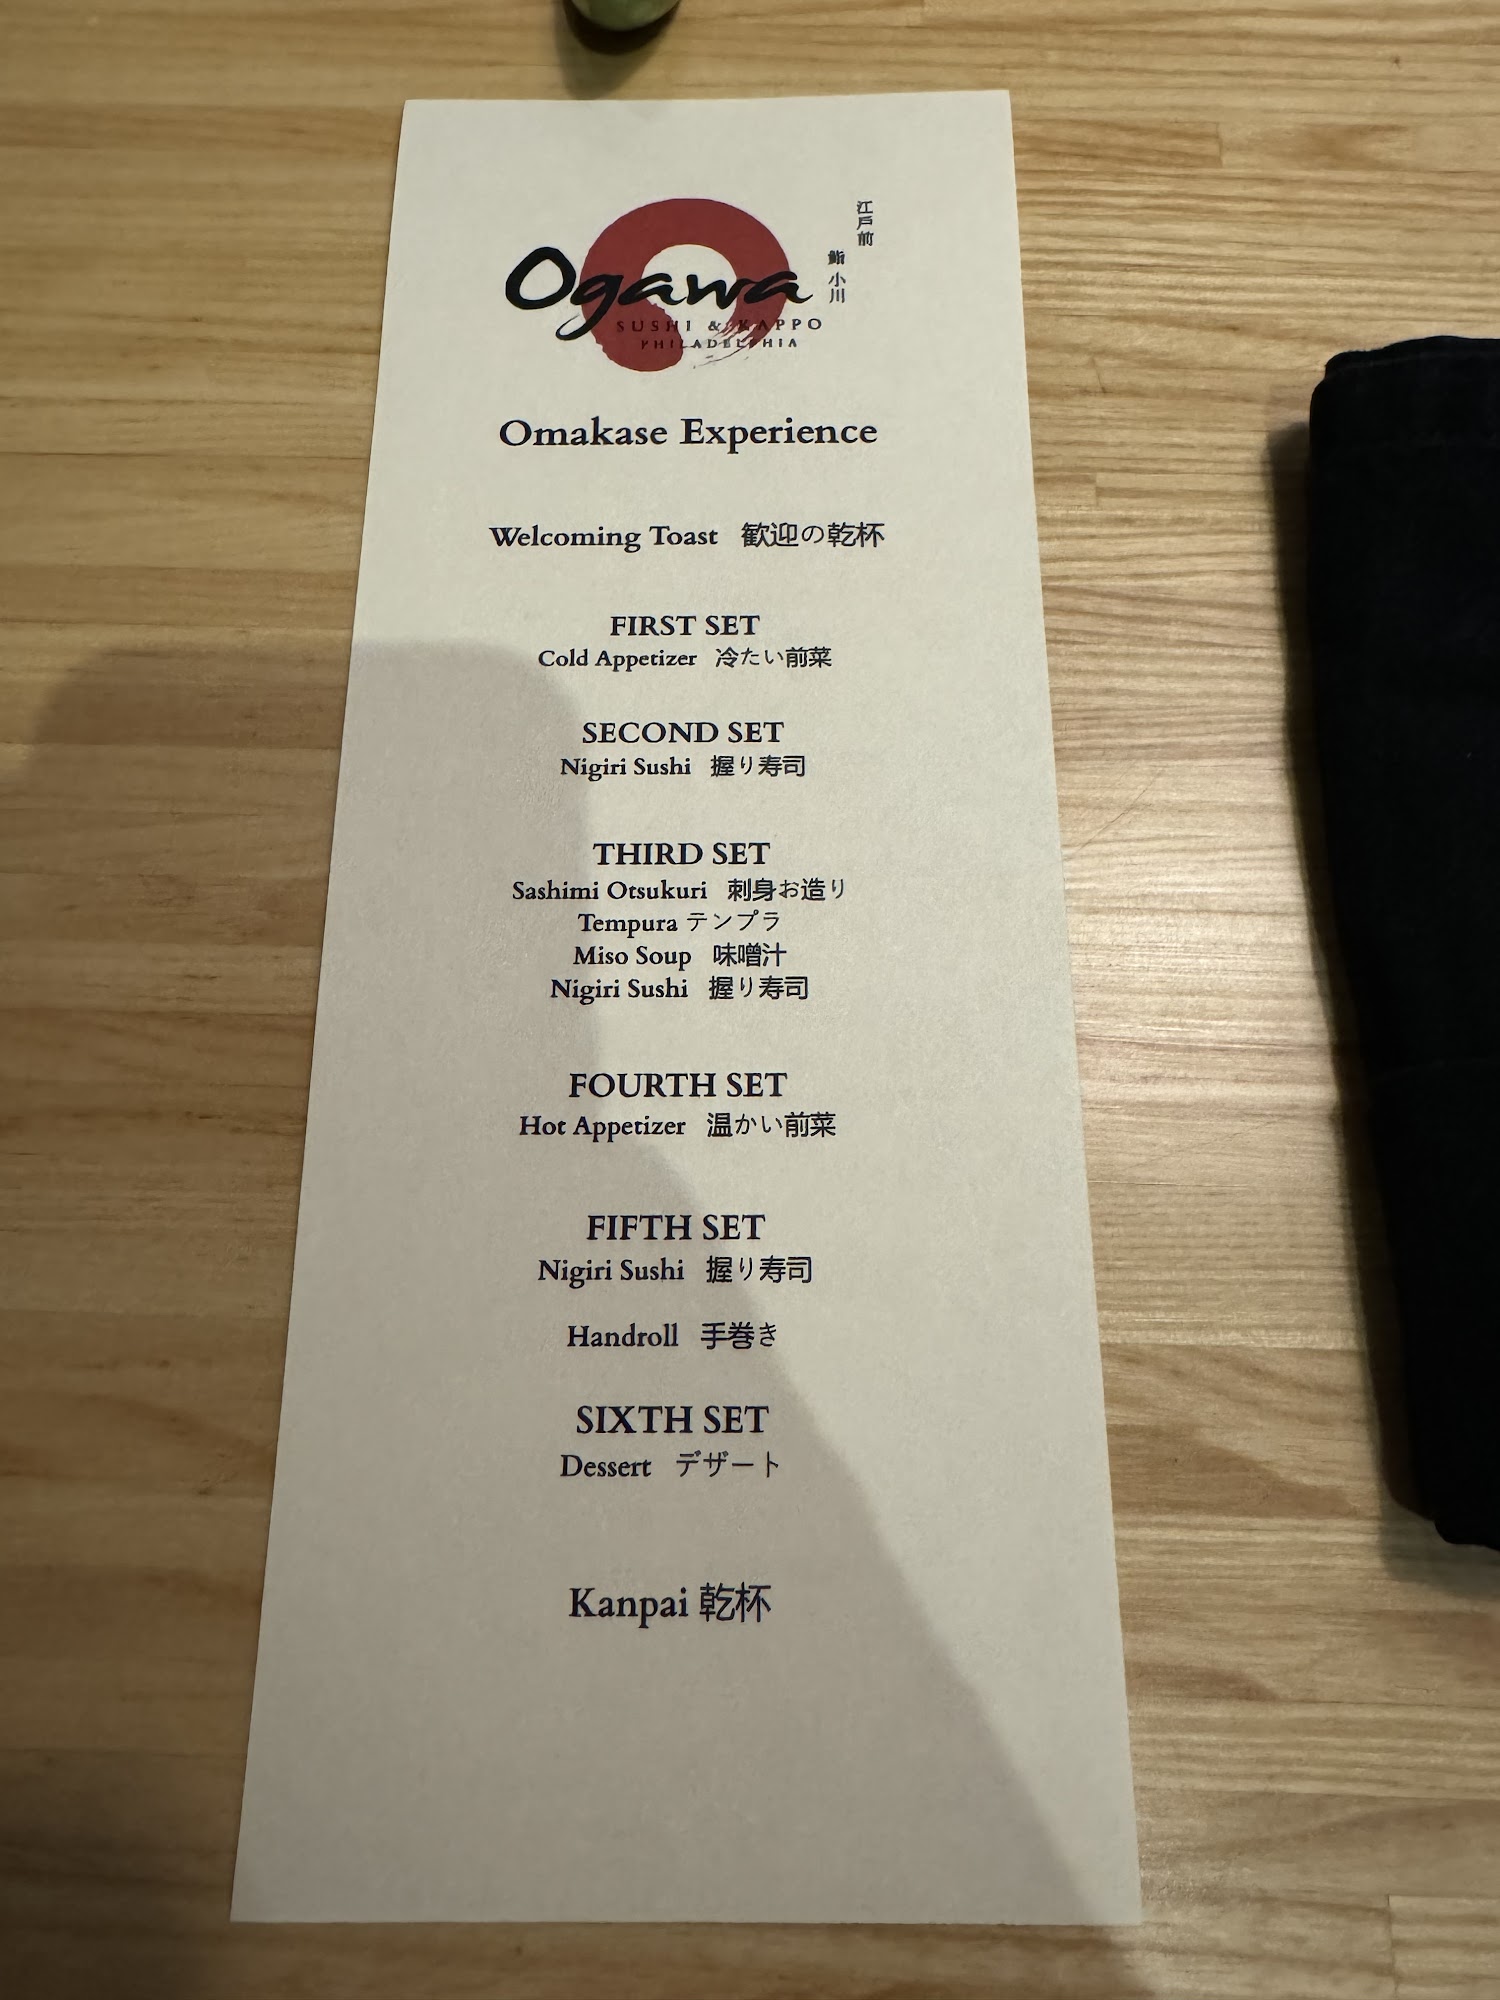 Ogawa
江戸前
鮨 小川
SUSHI & KAPPO
PHILADELPHIA
Omakase Experience
Welcoming Toast 歓迎の乾杯
FIRST SET
Cold Appetizer 冷たい前菜
SECOND SET
Nigiri Sushi 握り寿司
THIRD SET
Sashimi Otsukuri 刺身お造り
Tempura テンプラ
Miso Soup 味噌汁
Nigiri Sushi 握り寿司
FOURTH SET
Hot Appetizer 温かい前菜
FIFTH SET
Nigiri Sushi 握り寿司
Handroll 手巻き
SIXTH SET
Dessert デザート
Kanpai 乾杯